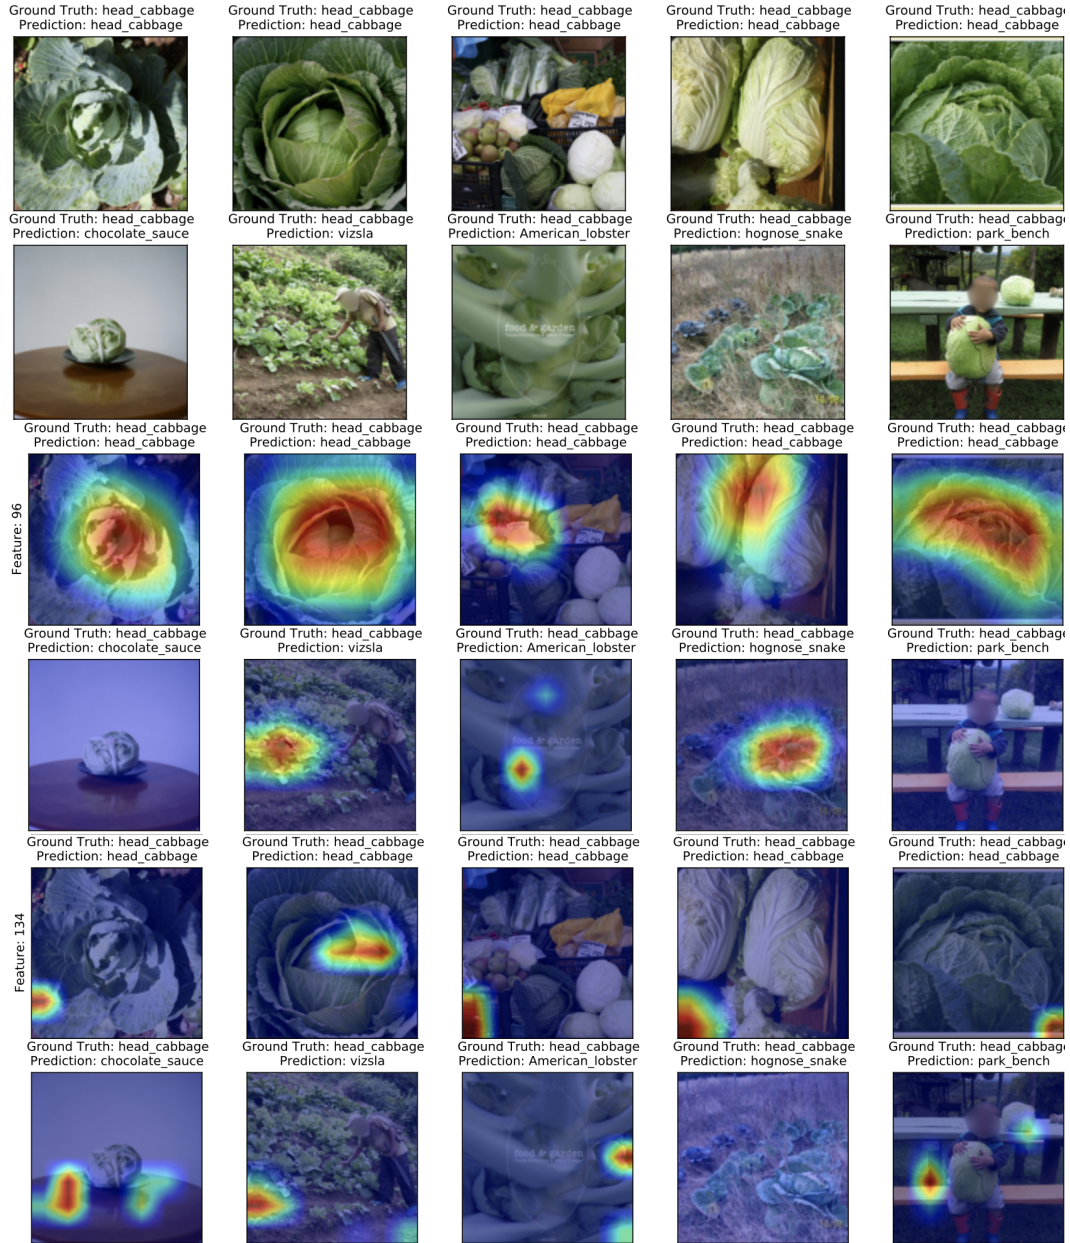 Ground Truth: head_cabbage Ground Truth: head_cabbage Ground Truth: head_cabbage Ground Truth: head_cabbage Ground Truth: head_cabbage
Prediction: head_cabbage Prediction: head_cabbage Prediction: head_cabbage Prediction: head_cabbage Prediction: head_cabbage
Ground Truth: head_cabbage Ground Truth: head_cabbage Ground Truth: head_cabbage Ground Truth: head_cabbage Ground Truth: head_cabbage
Prediction: chocolate_sauce Prediction: vizsla Prediction: American_lobster Prediction: hognose_snake Prediction: park_bench
food & garden
Ground Truth: head_cabbage Ground Truth: head_cabbage Ground Truth: head_cabbage Ground Truth: head_cabbage Ground Truth: head_cabbage
Prediction: head_cabbage Prediction: head_cabbage Prediction: head_cabbage Prediction: head_cabbage Prediction: head_cabbage
Feature: 96
Ground Truth: head_cabbage Ground Truth: head_cabbage Ground Truth: head_cabbage Ground Truth: head_cabbage Ground Truth: head_cabbage
Prediction: chocolate_sauce Prediction: vizsla Prediction: American_lobster Prediction: hognose_snake Prediction: park_bench
food & garden
Ground Truth: head_cabbage Ground Truth: head_cabbage Ground Truth: head_cabbage Ground Truth: head_cabbage Ground Truth: head_cabbage
Prediction: head_cabbage Prediction: head_cabbage Prediction: head_cabbage Prediction: head_cabbage Prediction: head_cabbage
Feature: 134
Ground Truth: head_cabbage Ground Truth: head_cabbage Ground Truth: head_cabbage Ground Truth: head_cabbage Ground Truth: head_cabbage
Prediction: chocolate_sauce Prediction: vizsla Prediction: American_lobster Prediction: hognose_snake Prediction: park_bench
food & garden